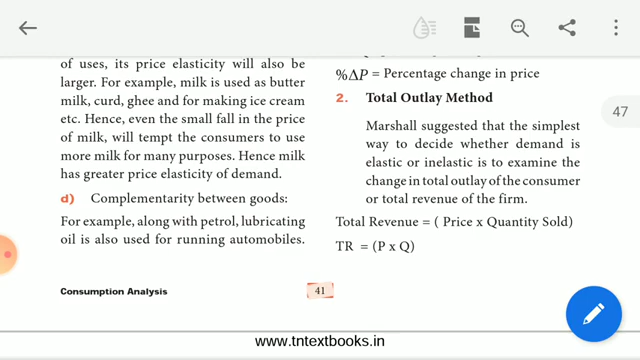 of uses, its price elasticity will also be
larger. For example, milk is used as butter
milk, curd, ghee and for making ice cream
etc. Hence, even the small fall in the price
of milk, will tempt the consumers to use
more milk for many purposes. Hence milk
has greater price elasticity of demand.
d) Complementarity between goods:
For example, along with petrol, lubricating
oil is also used for running automobiles.
%ΔP = Percentage change in price
2. Total Outlay Method
Marshall suggested that the simplest
way to decide whether demand is
elastic or inelastic is to examine the
change in total outlay of the consumer
or total revenue of the firm.
Total Revenue = ( Price x Quantity Sold)
TR = (P x Q)
47
Consumption Analysis
41
www.tntextbooks.in